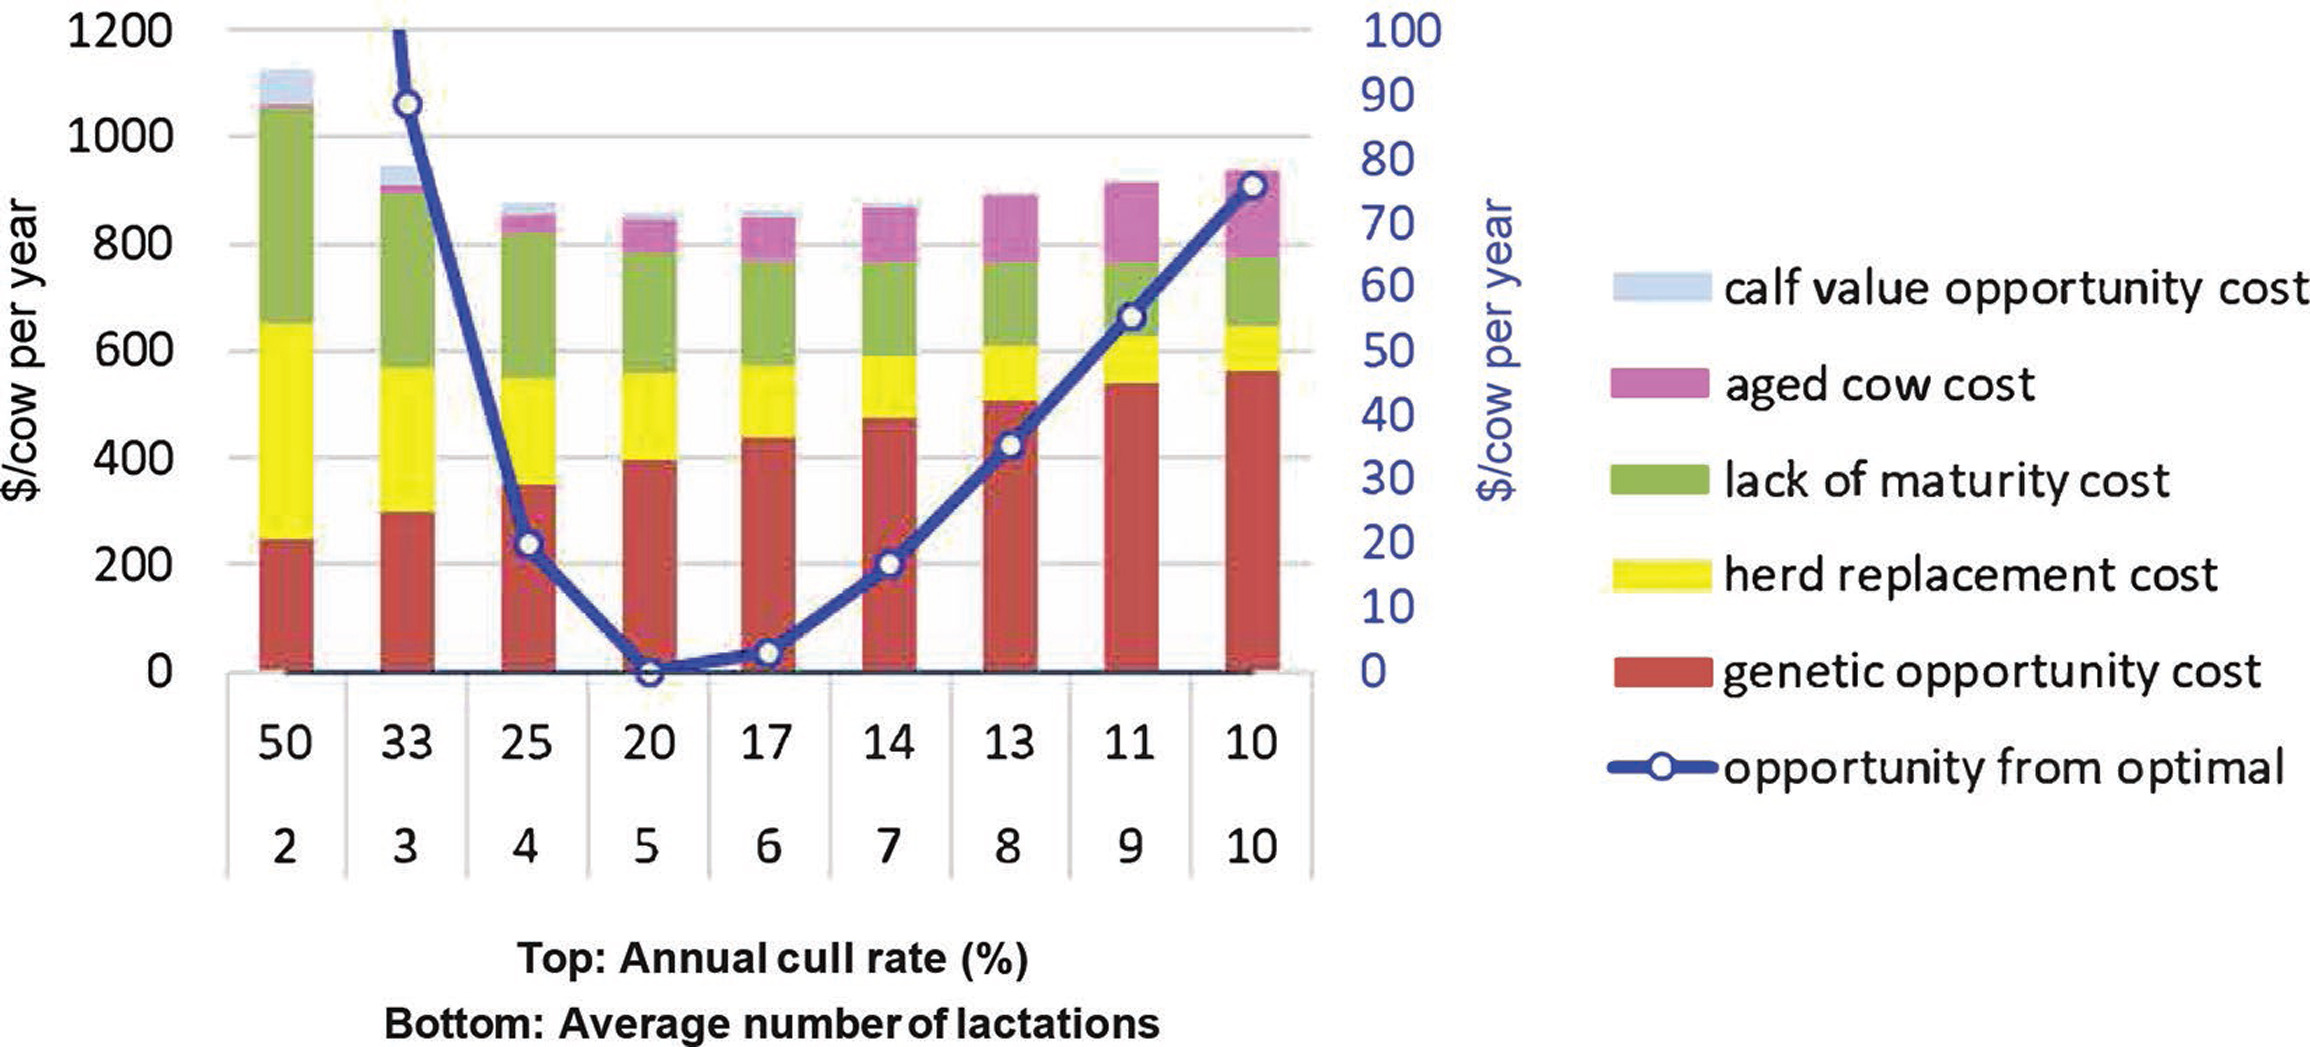 1200
1000
800
600
400
200
0
$/cow per year
100
90
80
70
60
50
40
30
20
10
0
$/cow per year
50 33 25 20 17 14 13 11 10
2 3 4 5 6 7 8 9 10
Top: Annual cull rate (%)
Bottom: Average number of lactations
calf value opportunity cost
aged cow cost
lack of maturity cost
herd replacement cost
genetic opportunity cost
opportunity from optimal